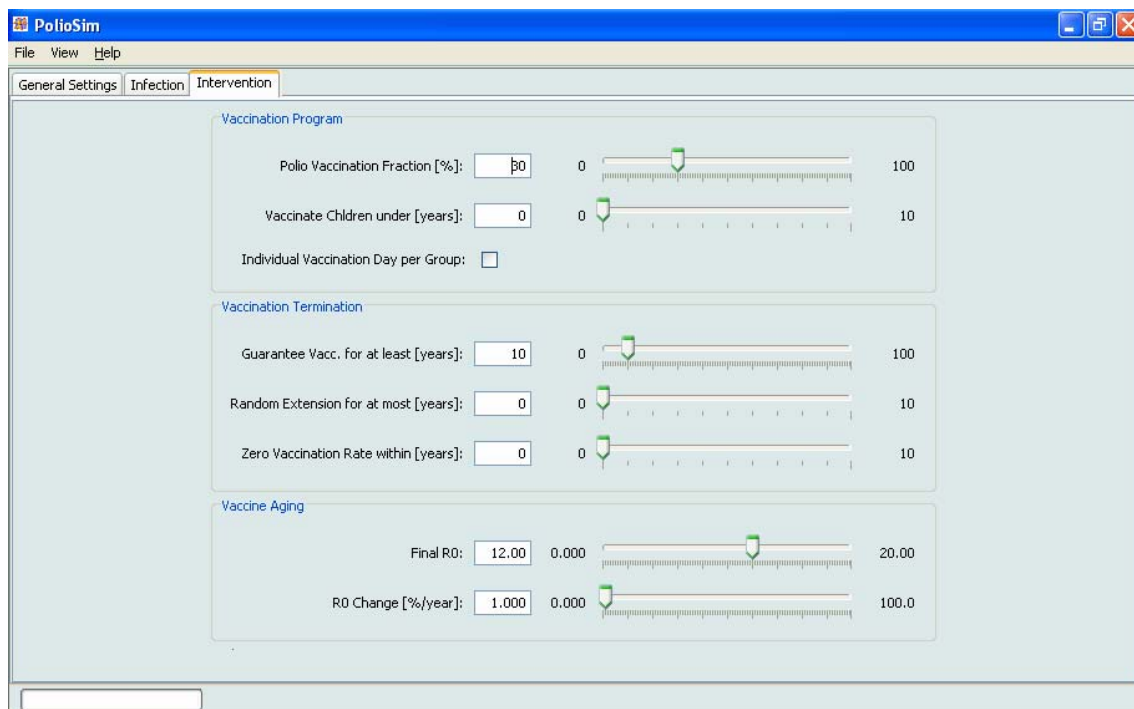 PolioSim
File View Help
General Settings Infection Intervention
Vaccination Program
Polio Vaccination Fraction [%]: 30 0 100
Vaccinate Chldren under [years]: 0 0 10
Individual Vaccination Day per Group:
Vaccination Termination
Guarantee Vacc. for at least [years]: 10 0 100
Random Extension for at most [years]: 0 0 10
Zero Vaccination Rate within [years]: 0 0 10
Vaccine Aging
Final R0: 12.00 0.000 20.00
R0 Change [%/year]: 1.000 0.000 100.0